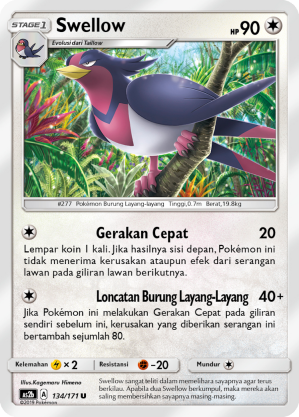 STAGE 1 Swellow HP 90
Evolusi dari Taillow
#277 Pokémon Burung Layang-layang Tinggi,0.7m Berat,19.8kg
Gerakan Cepat 20
Lempar koin 1 kali. Jika hasilnya sisi depan, Pokémon ini
tidak menerima kerusakan ataupun efek dari serangan
lawan pada giliran lawan berikutnya.
Loncatan Burung Layang-Layang 40+
Jika Pokémon ini melakukan Gerakan Cepat pada giliran
sendiri sebelum ini, kerusakan yang diberikan serangan ini
bertambah sejumlah 80.
Kelemahan × 2 Resistansi -20 Mundur
Illus. Kagemaru Himeno
Swellow sangat teliti dalam memelihara sayapnya agar terus
berkilau. Apabila dua Swellow berkumpul, maka mereka akan
saling membersihkan sayapnya masing-masing.
AS2b A 134/171 U
©2019 Pokémon